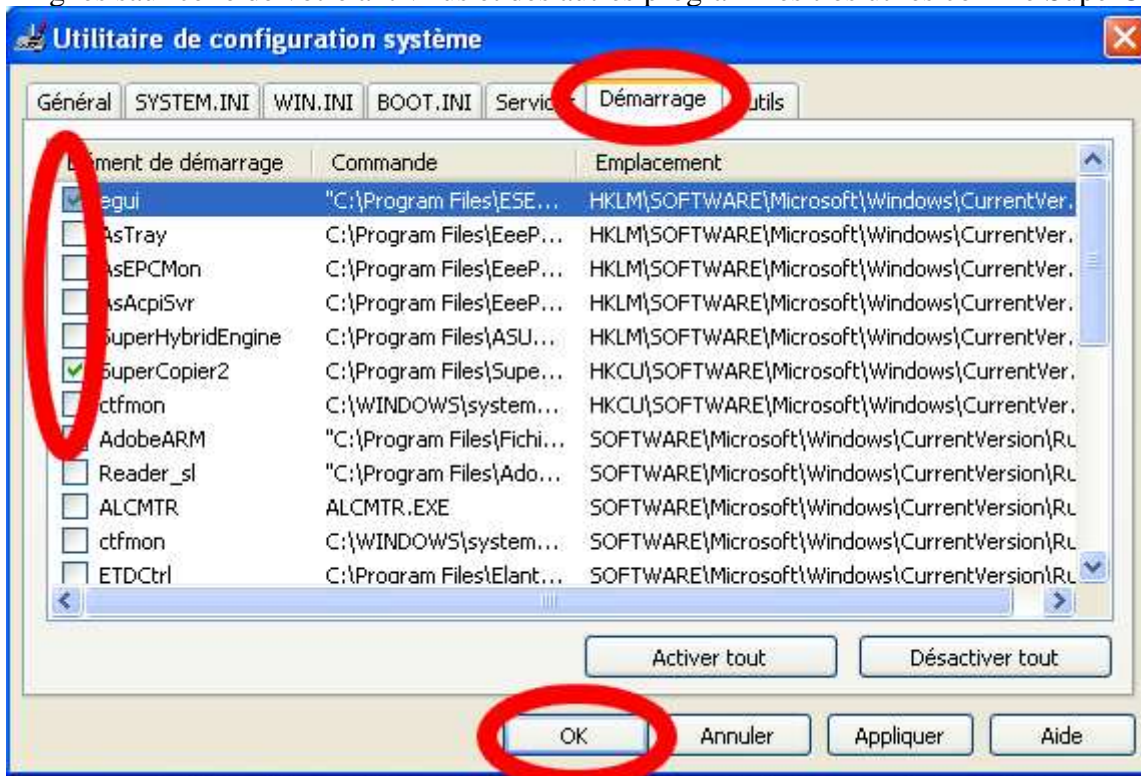 Utilitaire de configuration système
Général SYSTEM.INI WIN.INI BOOT.INI Démarrage
de démarrage Commande Emplacement
egui "C:\Program Files\ESE... HKLM\SOFTWARE\Microsoft\Windows\CurrentVer.
AsTray C:\Program Files\EeeP... HKLM\SOFTWARE\Microsoft\Windows\CurrentVer.
AsEPCMon C:\Program Files\EeeP... HKLM\SOFTWARE\Microsoft\Windows\CurrentVer.
AsAcpiSvr C:\Program Files\EeeP... HKLM\SOFTWARE\Microsoft\Windows\CurrentVer.
SuperHybridEngine C:\Program Files\ASU... HKLM\SOFTWARE\Microsoft\Windows\CurrentVer.
SuperCopier2 C:\Program Files\Supe... HKCU\SOFTWARE\Microsoft\Windows\CurrentVer.
ctfmon C:\WINDOWS\system... HKCU\SOFTWARE\Microsoft\Windows\CurrentVer.
AdobeARM "C:\Program Files\Fichi... SOFTWARE\Microsoft\Windows\CurrentVersion\Ru
Reader_sl "C:\Program Files\Ado... SOFTWARE\Microsoft\Windows\CurrentVersion\Ru
ALCMTR ALCMTR.EXE SOFTWARE\Microsoft\Windows\CurrentVersion\Ru
ctfmon C:\WINDOWS\system... SOFTWARE\Microsoft\Windows\CurrentVersion\Ru
ETDCtrl C:\Program Files\Elant... SOFTWARE\Microsoft\Windows\CurrentVersion\Ru
Activer tout Désactiver tout
OK Annuler Appliquer Aide